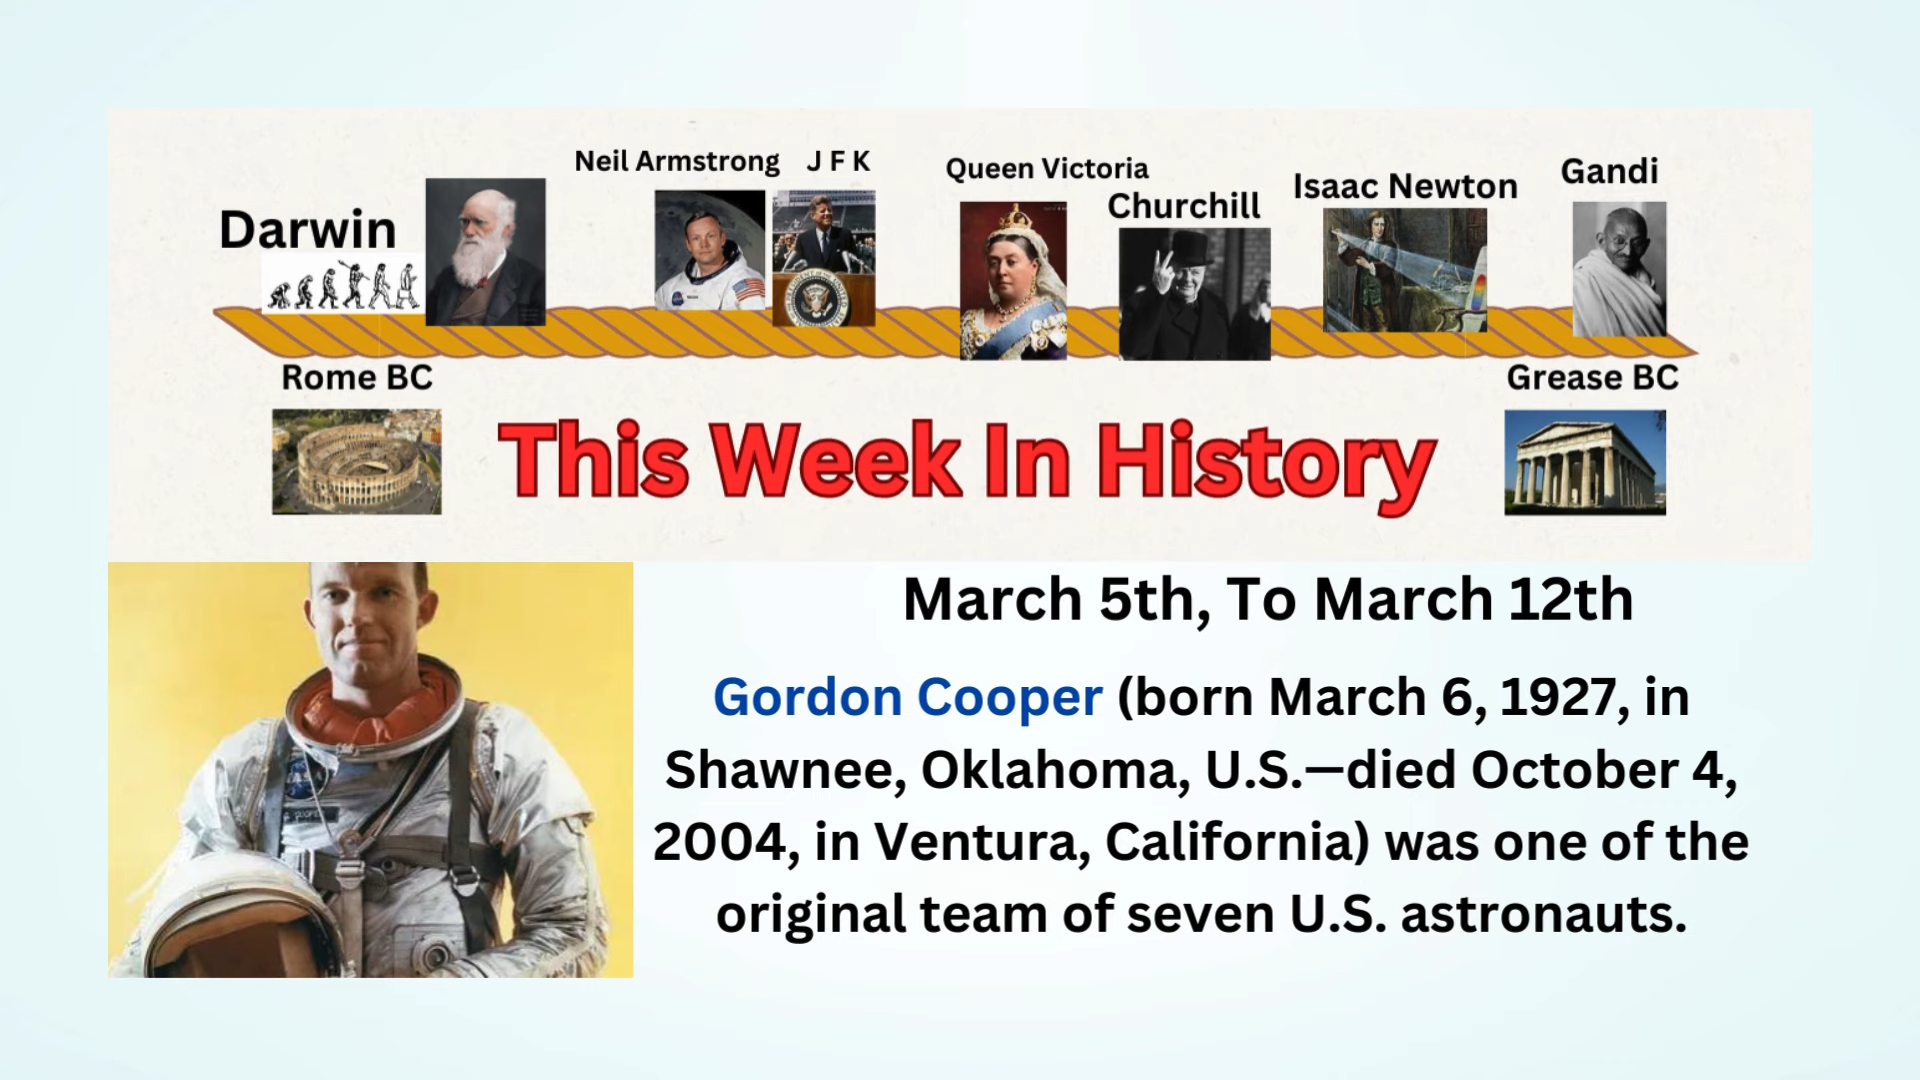 Neil Armstrong J F K
Queen Victoria
Gandi
Isaac Newton
Churchill
Darwin
Rome BC
Grease BC
This Week In History
March 5th, To March 12th
Gordon Cooper (born March 6, 1927, in
Shawnee, Oklahoma, U.S.—died October 4,
2004, in Ventura, California) was one of the
original team of seven U.S. astronauts.